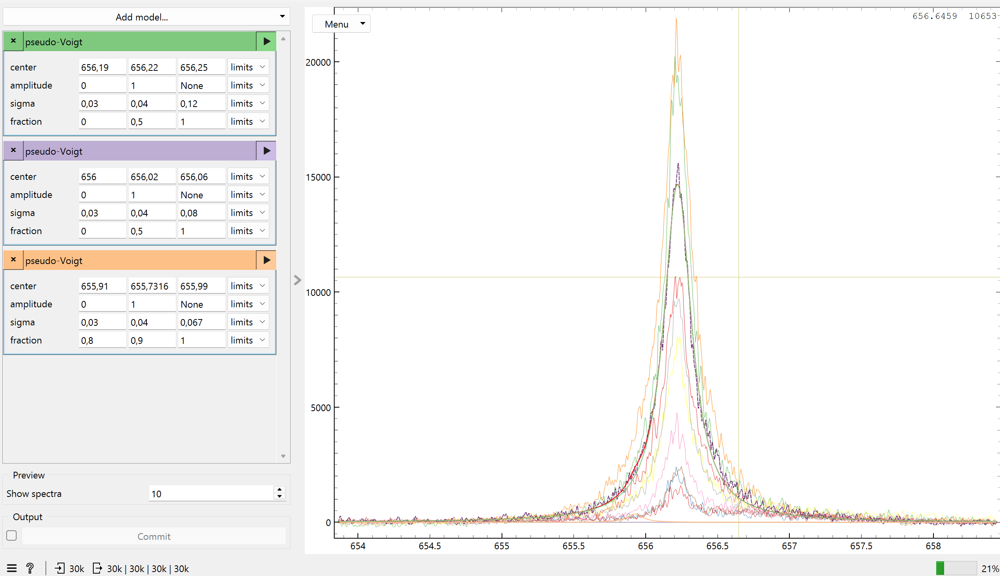 Add model...
pseudo-Voigt
center 656,19 656,22 656,25 limits
amplitude 0 1 None limits
sigma 0,03 0,04 0,12 limits
fraction 0 0,5 1 limits
pseudo-Voigt
center 656 656,02 656,06 limits
amplitude 0 1 None limits
sigma 0,03 0,04 0,08 limits
fraction 0 0,5 1 limits
pseudo-Voigt
center 655,91 655,7316 655,99 limits
amplitude 0 1 None limits
sigma 0,03 0,04 0,067 limits
fraction 0,8 0,9 1 limits
Preview
Show spectra 10
Output
Commit
30k 30k | 30k | 30k | 30k
Menu
656.6459 10653
20000
15000
10000
5000
0
654 654.5 655 655.5 656 656.5 657 657.5 658
21%